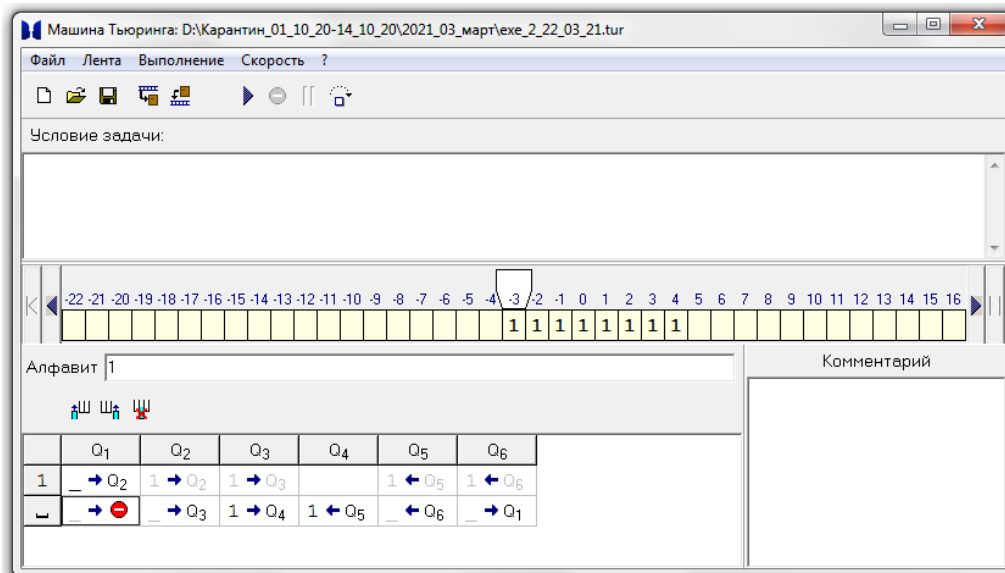 Машина Тьюринга: D:\Карантин_01_10_20-14_10_20\2021_03_март\exe_2_22_03_21.tur
Файл Лента Выполнение Скорость ?
Условие задачи:
-22 -21 -20 -19 -18 -17 -16 -15 -14 -13 -12 -11 -10 -9 -8 -7 -6 -5 -4 -3 -2 -1 0 1 2 3 4 5 6 7 8 9 10 11 12 13 14 15 16
1 1 1 1 1 1 1 1
Алфавит 1
Комментарий
Q1 Q2 Q3 Q4 Q5 Q6
1 _ → Q2 1 → Q2 1 → Q3 1 ← Q5 1 ← Q6
_ → _ → Q3 1 → Q4 1 ← Q5 _ ← Q6 _ → Q1